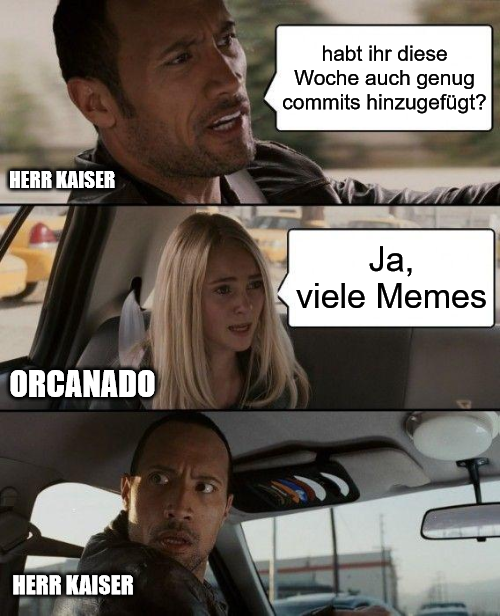 habt ihr diese
Woche auch genug
commits hinzugefügt?
HERR KAISER
Ja,
viele Memes
ORCANADO
HERR KAISER